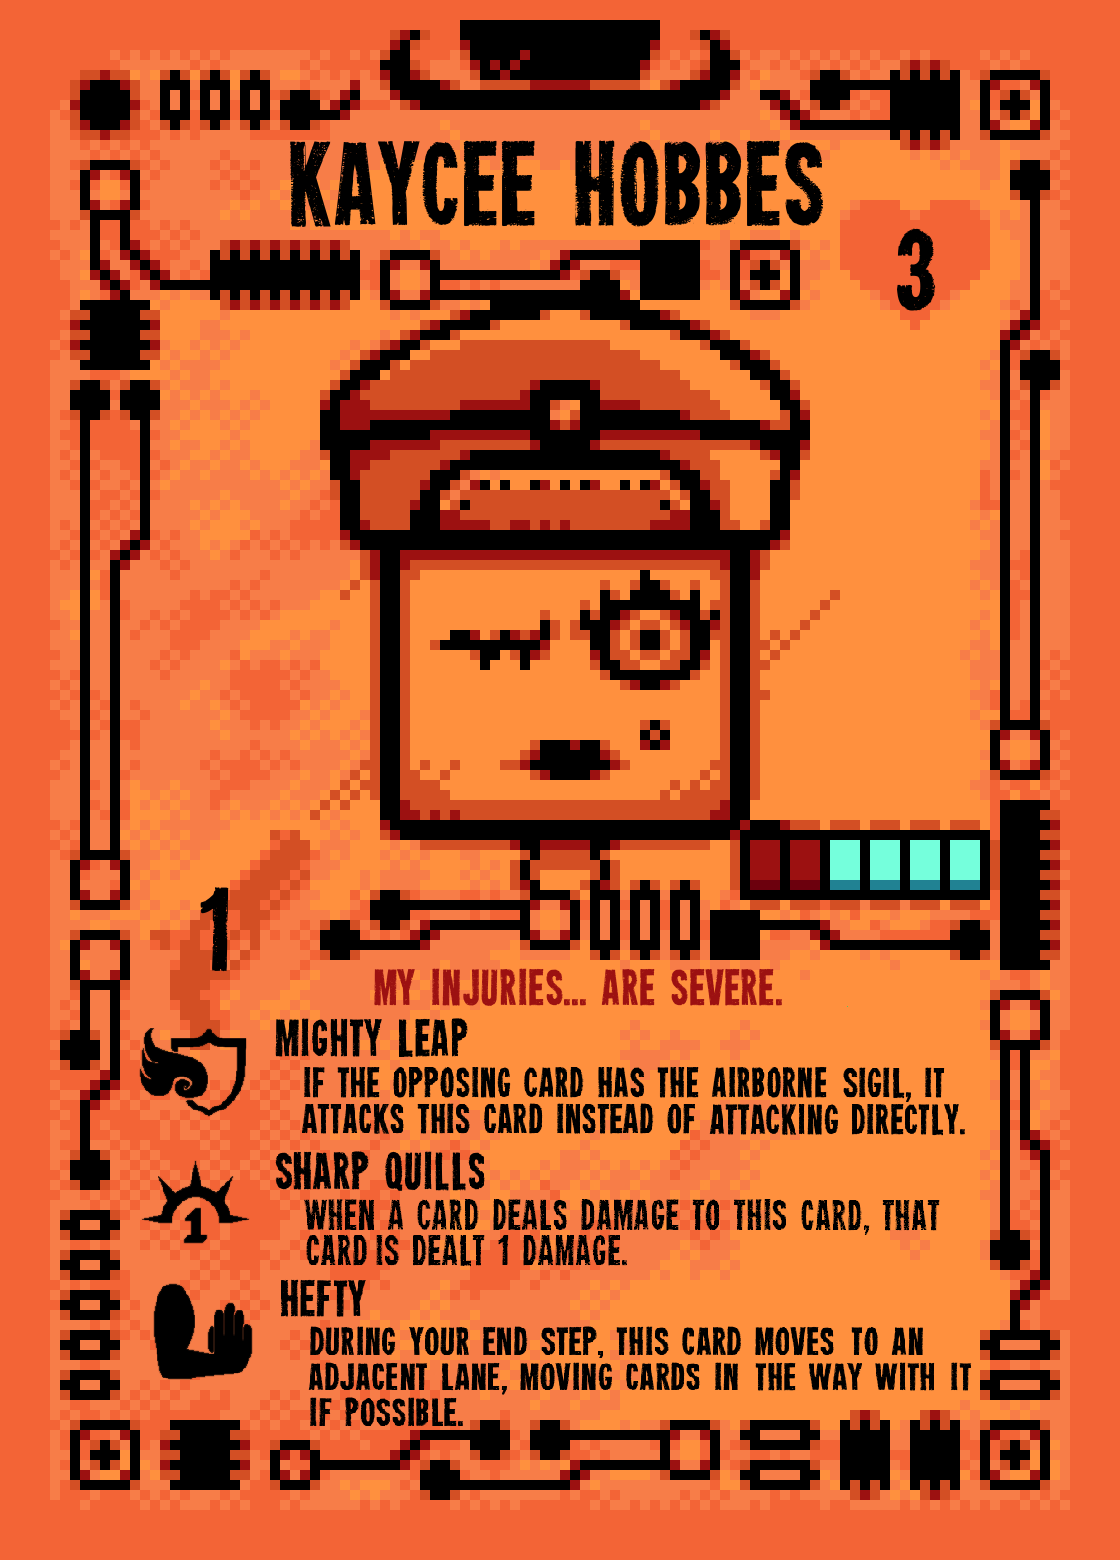 KAYCEE HOBBES
3
1
MY INJURIES... ARE SEVERE.
MIGHTY LEAP
IF THE OPPOSING CARD HAS THE AIRBORNE SIGIL, IT
ATTACKS THIS CARD INSTEAD OF ATTACKING DIRECTLY.
SHARP QUILLS
1
WHEN A CARD DEALS DAMAGE TO THIS CARD, THAT
CARD IS DEALT 1 DAMAGE.
HEFTY
DURING YOUR END STEP, THIS CARD MOVES TO AN
ADJACENT LANE, MOVING CARDS IN THE WAY WITH IT
IF POSSIBLE.